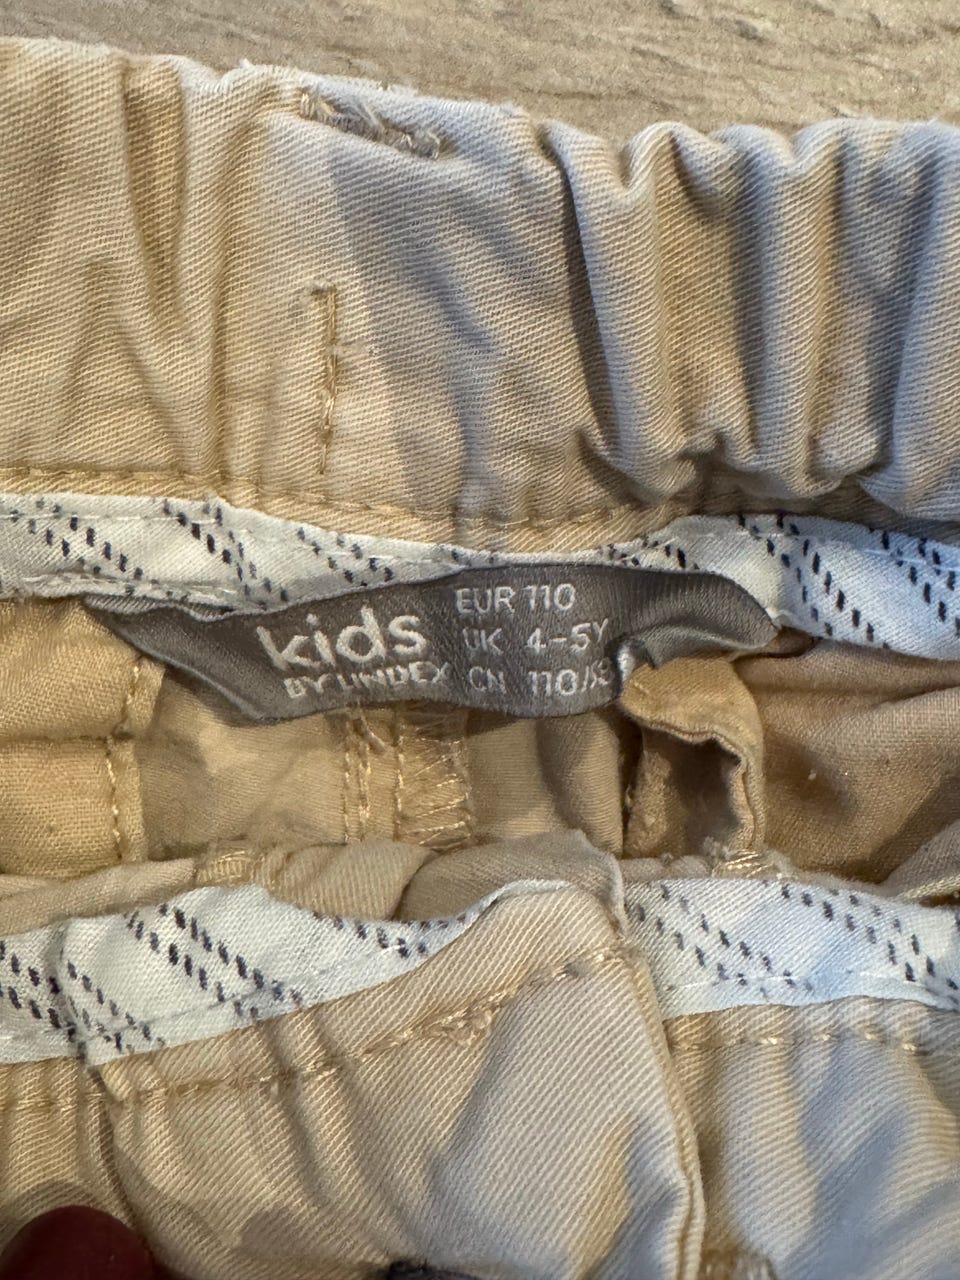 kids
BY LINDEX
EUR 110
UK 4-5Y
CN 110/